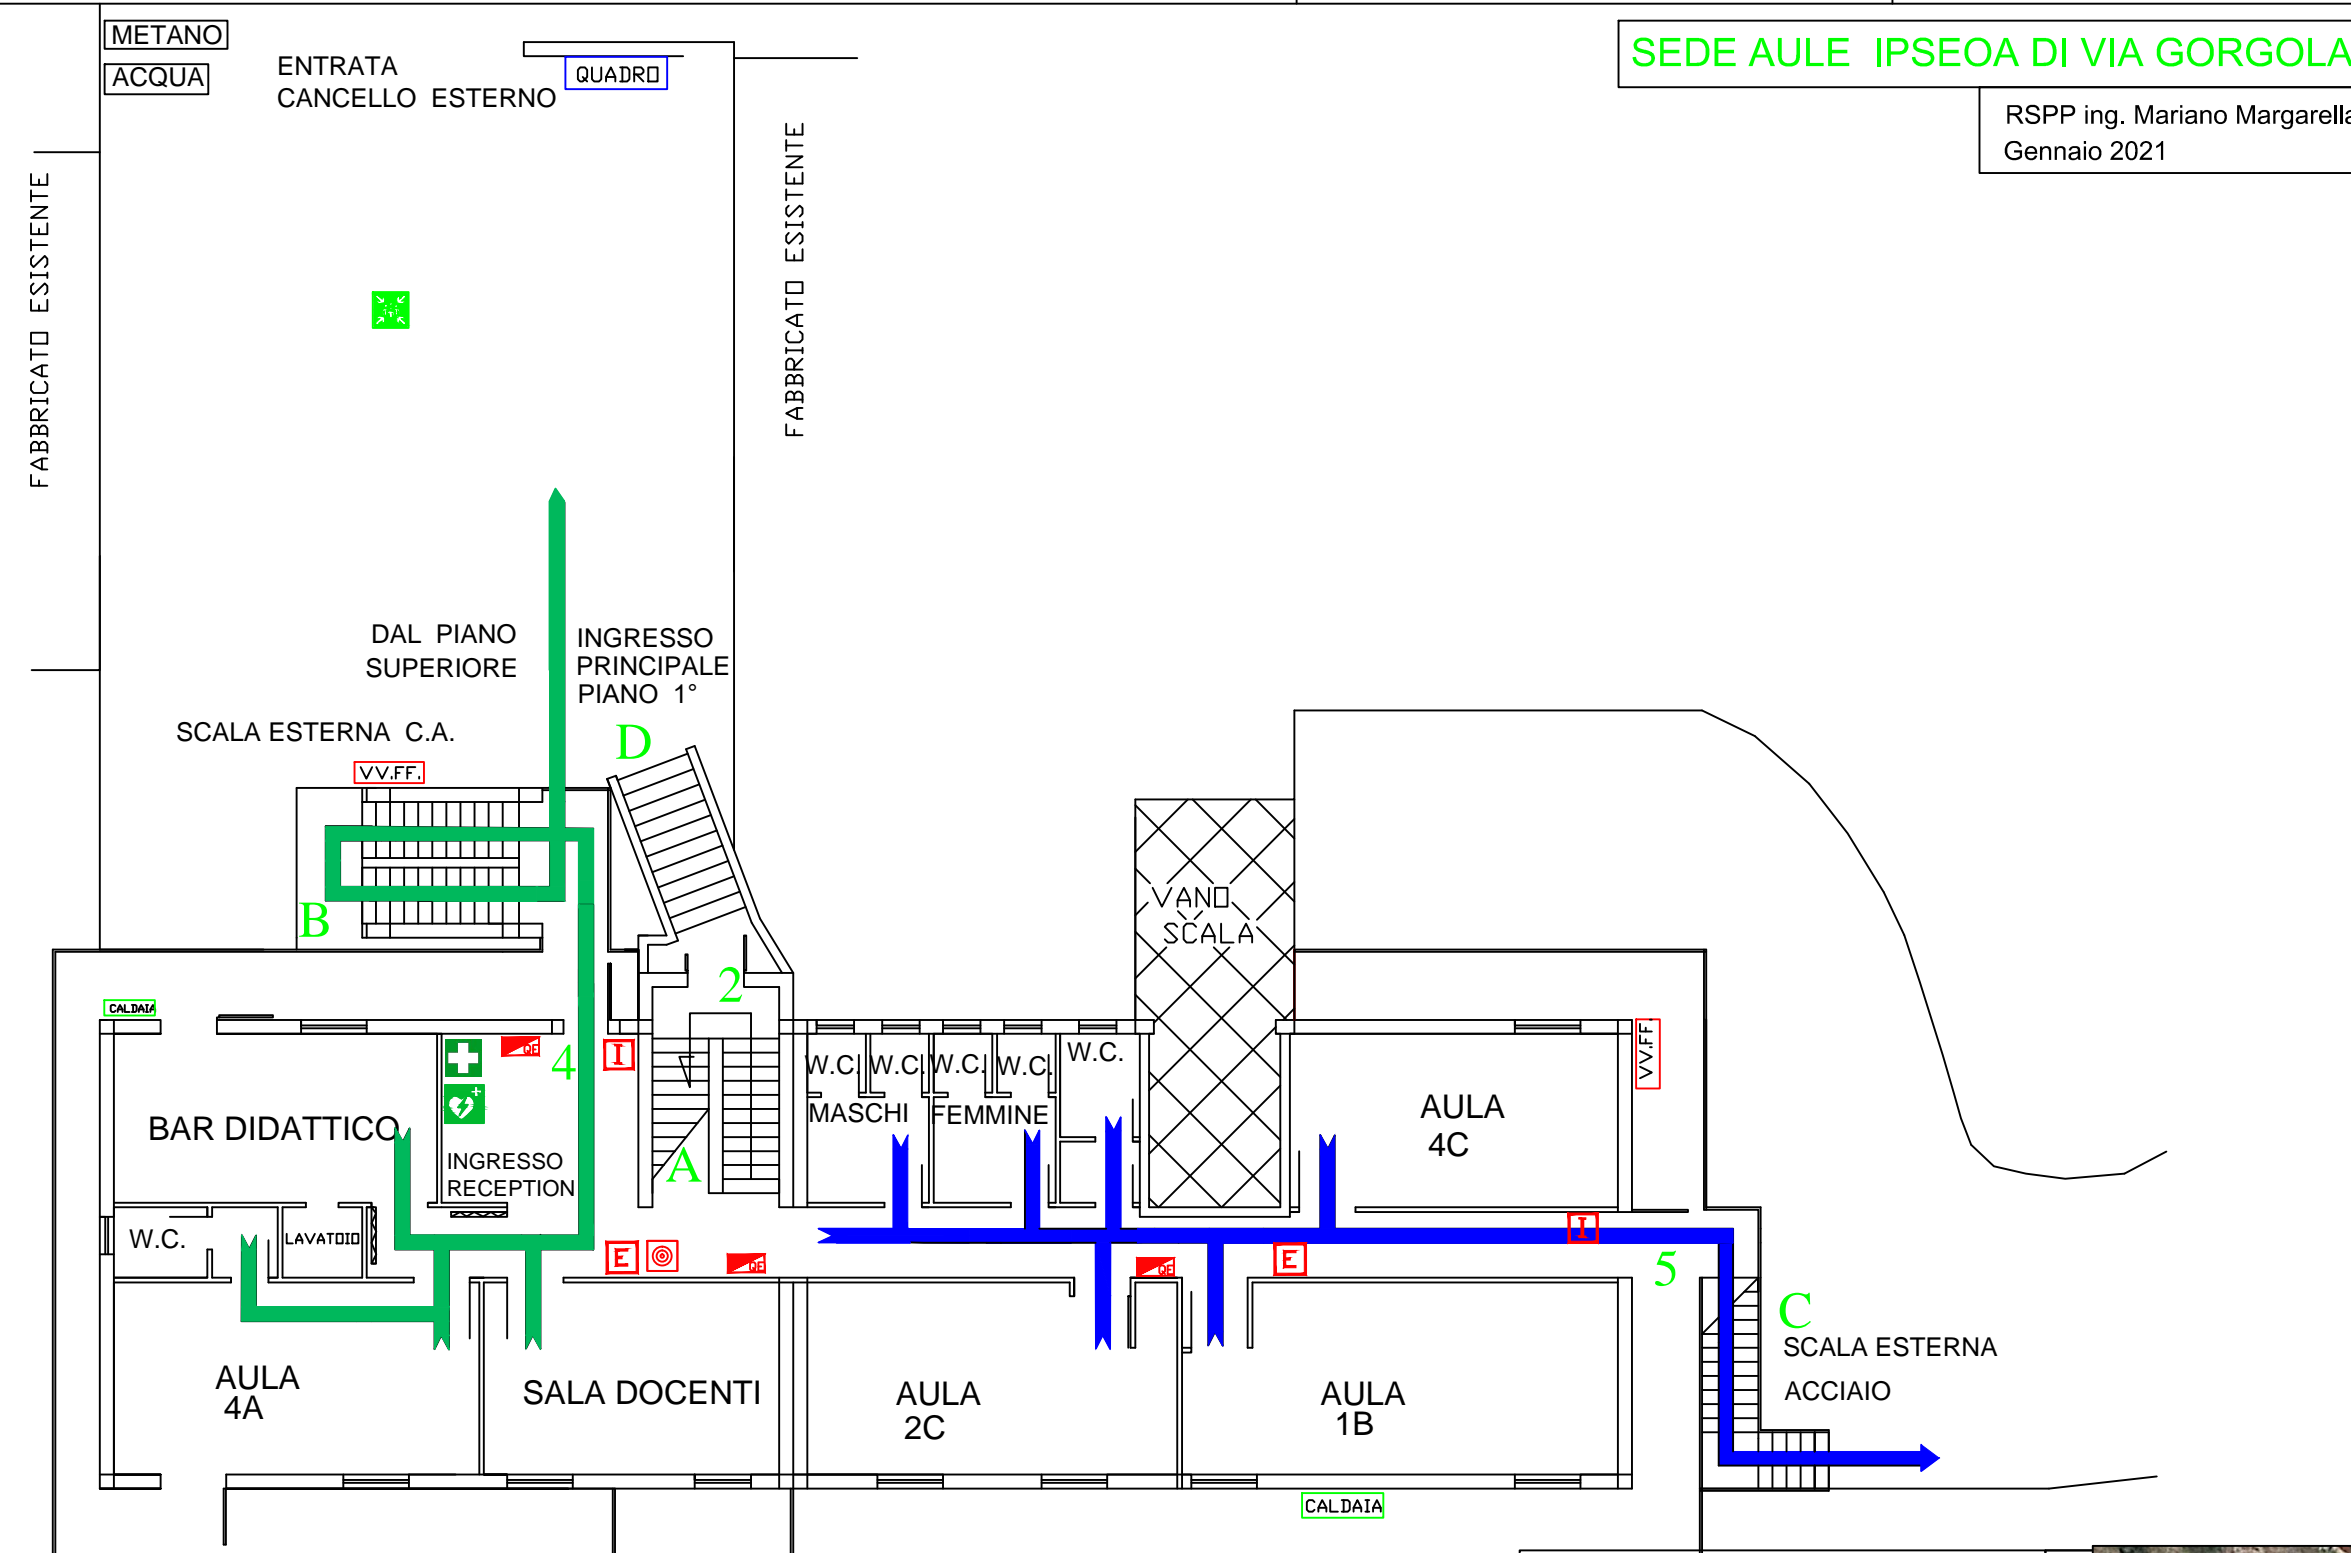 METANO
ACQUA
ENTRATA
CANCELLO ESTERNO
QUADRO
SEDE AULE IPSEOA DI VIA GORGOLA
RSPP ing. Mariano Margarella
Gennaio 2021
FABBRICATO ESISTENTE
FABBRICATO ESISTENTE
DAL PIANO
SUPERIORE
INGRESSO
PRINCIPALE
PIANO 1°
SCALA ESTERNA C.A.
D
VV.FF.
B
VANO
SCALA
2
CALDAIA
QE
4
I
W.C.
W.C.
W.C.
W.C.
W.C.
VV.FF.
BAR DIDATTICO
MASCHI
FEMMINE
AULA
4C
INGRESSO
RECEPTION
A
W.C.
LAVATOIO
E
QE
QE
E
I
5
C
SCALA ESTERNA
ACCIAIO
AULA
4A
SALA DOCENTI
AULA
2C
AULA
1B
CALDAIA